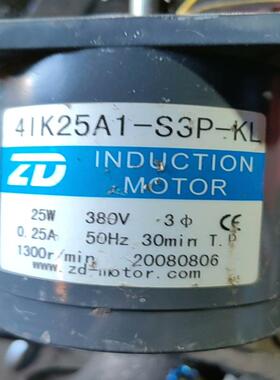 4IK25A1-S3P-KL
ZD INDUCTION
MOTOR
25W 380V 3φ CE
0.25A 50Hz 30min T.P
1300r/min 20080806
www.zd-motor.com